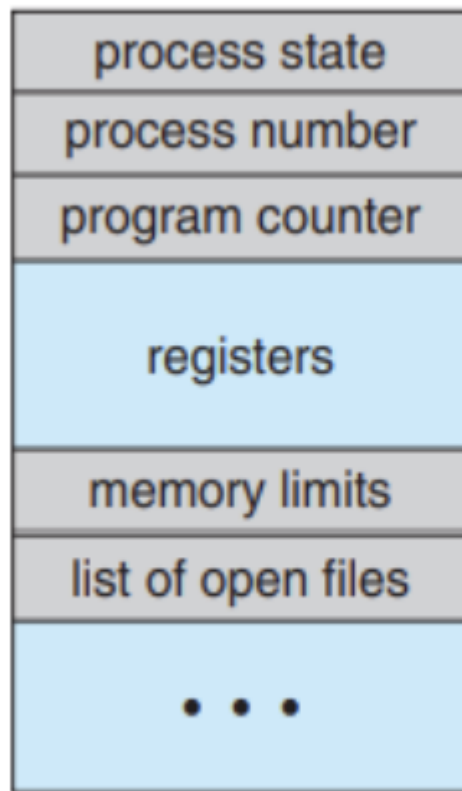 process state
process number
program counter
registers
memory limits
list of open files
• • •